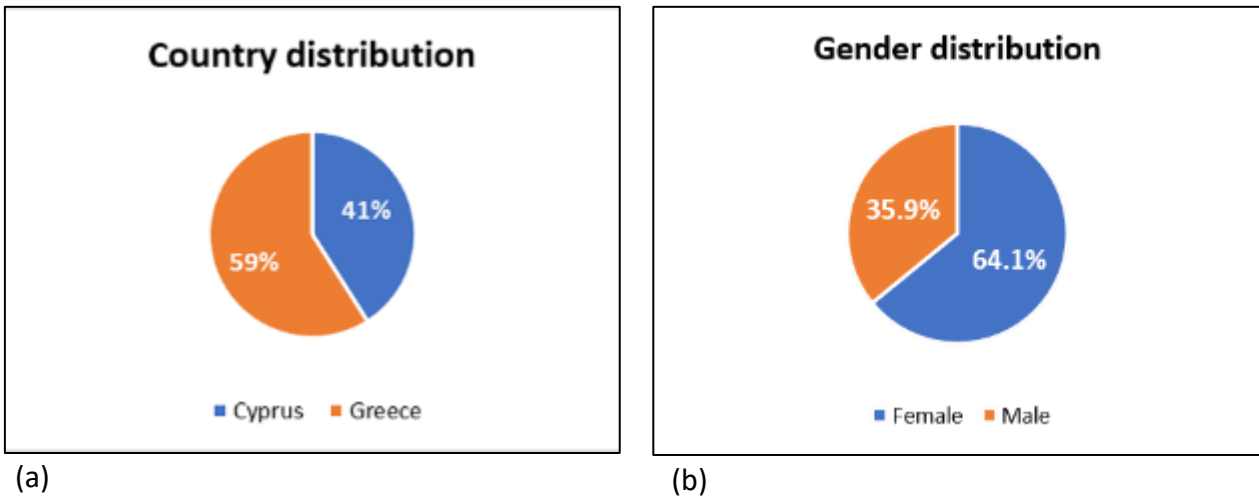 Country distribution
41%
59%
Cyprus Greece
(a)
Gender distribution
35.9%
64.1%
Female Male
(b)